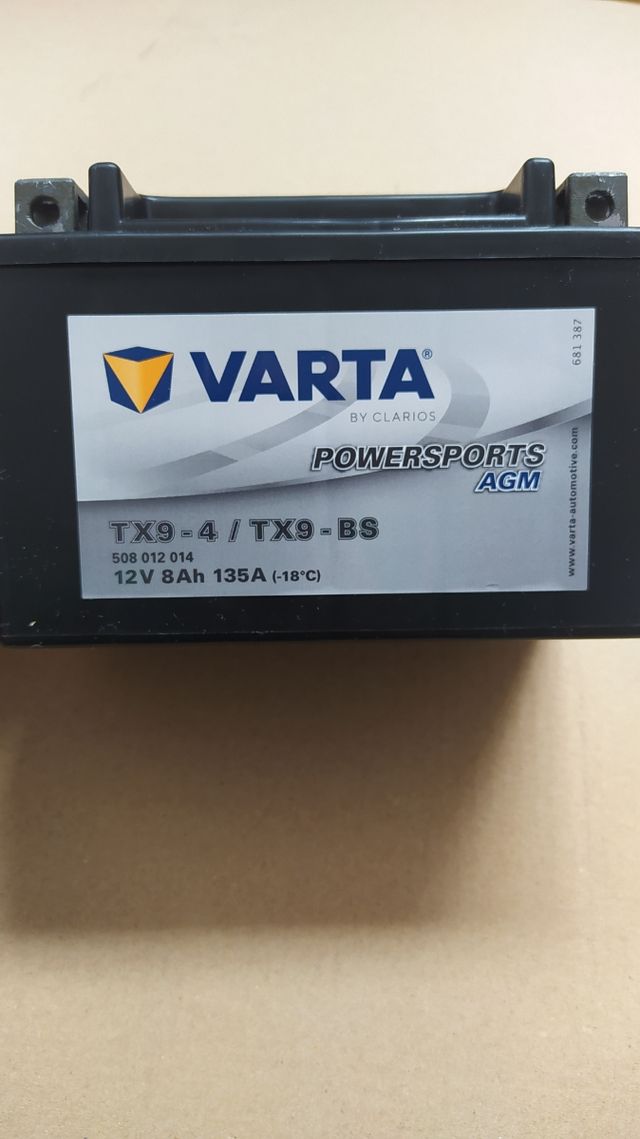 VARTA®
BY CLARIOS
POWERSPORTS
AGM
TX9-4 / TX9-BS
508 012 014
12V 8Ah 135A (-18°C)
681 387
www.varta-automotive.com